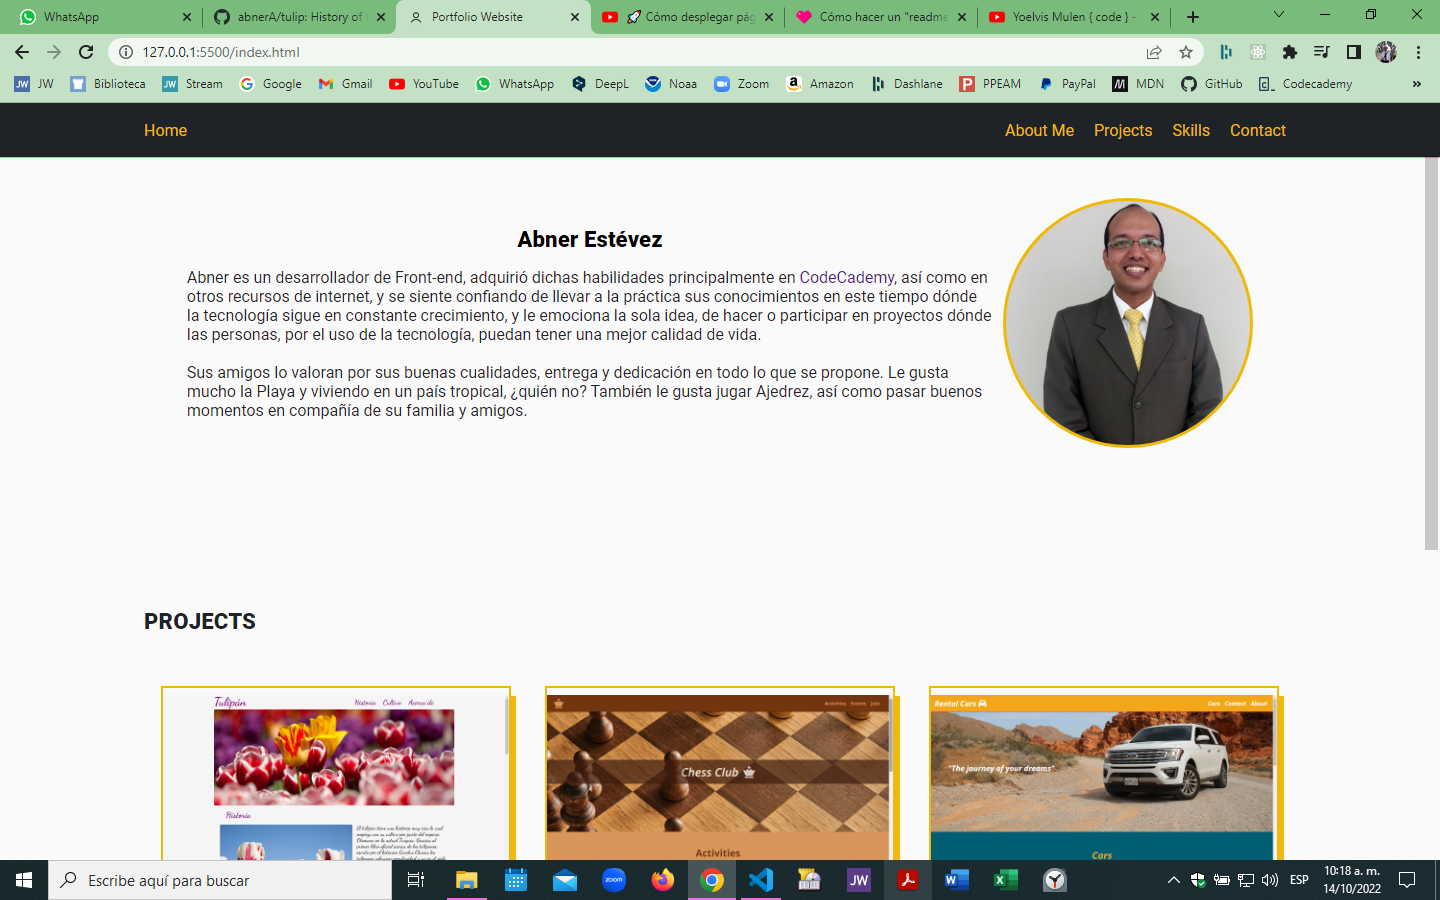 WhatsApp
abnerA/tulip: History of
Portfolio Website
Cómo desplegar pág
Cómo hacer un "readme
Yoelvis Mulen { code } -
127.0.0.1:5500/index.html
JW
Biblioteca
Stream
Google
Gmail
YouTube
WhatsApp
DeepL
Noaa
Zoom
Amazon
Dashlane
PPEAM
PayPal
MDN
GitHub
Codecademy
»
Home
About Me
Projects
Skills
Contact
Abner Estévez
Abner es un desarrollador de Front-end, adquirió dichas habilidades principalmente en CodeCademy, así como en
otros recursos de internet, y se siente confiando de llevar a la práctica sus conocimientos en este tiempo dónde
la tecnología sigue en constante crecimiento, y le emociona la sola idea, de hacer o participar en proyectos dónde
las personas, por el uso de la tecnología, puedan tener una mejor calidad de vida.
Sus amigos lo valoran por sus buenas cualidades, entrega y dedicación en todo lo que se propone. Le gusta
mucho la Playa y viviendo en un país tropical, ¿quién no? También le gusta jugar Ajedrez, así como pasar buenos
momentos en compañía de su familia y amigos.
PROJECTS
Tulipán
Historia Cultivo Acerca de
Historia
Activities Events Join
Chess Club
Activities
Rental Cars
Cars Contact About
"The journey of your dreams"
Cars
Escribe aquí para buscar
zoom
JW
ESP
10:18 a. m.
14/10/2022